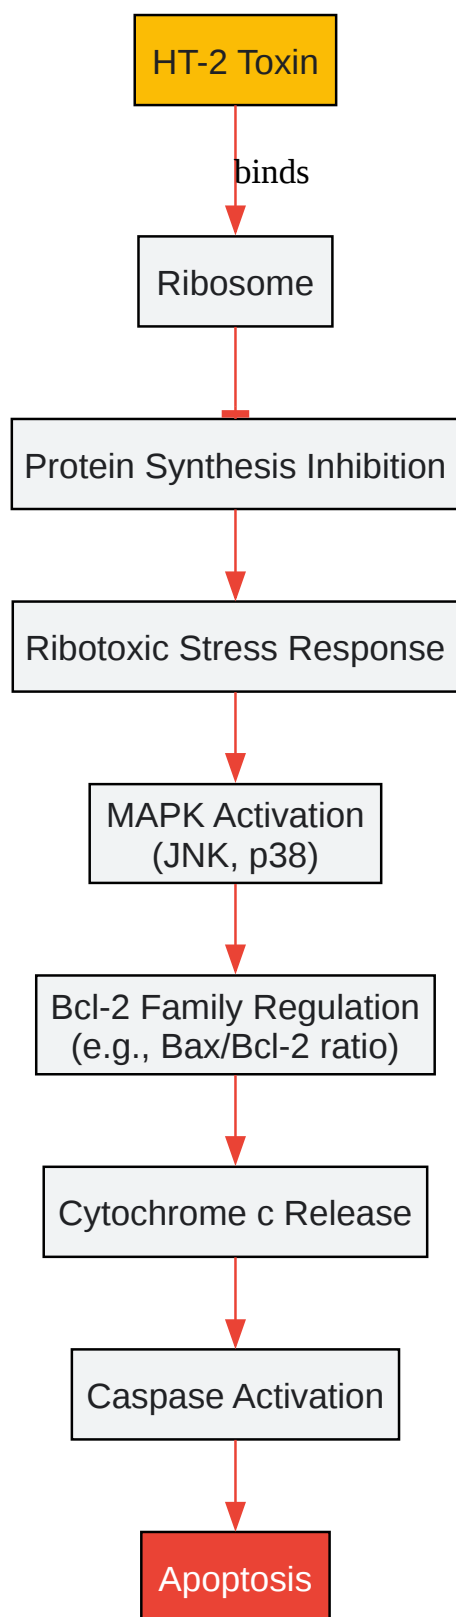 HT-2 Toxin
binds
Ribosome
Protein Synthesis Inhibition
Ribotoxic Stress Response
MAPK Activation
(JNK, p38)
Bcl-2 Family Regulation
(e.g., Bax/Bcl-2 ratio)
Cytochrome c Release
Caspase Activation
Apoptosis